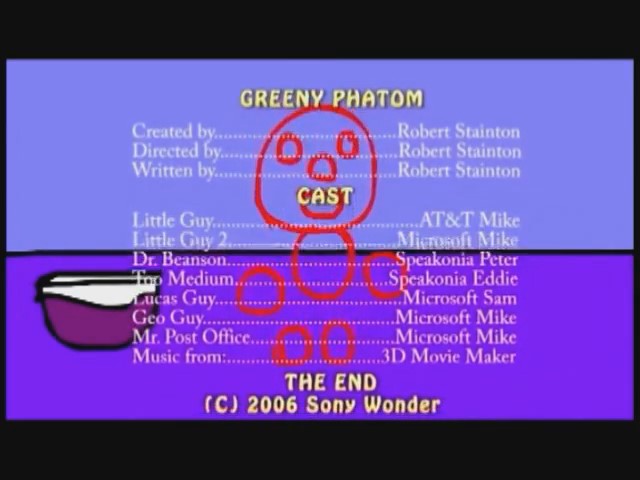 GREENY PHATOM
Created by..............................Robert Stainton
Directed by.............................Robert Stainton
Written by..............................Robert Stainton
CAST
Little Guy..................................AT&T Mike
Little Guy 2............................Microsoft Mike
Dr. Beanson............................Speakonia Peter
Too Medium..........................Speakonia Eddie
Lucas Guy................................Microsoft Sam
Geo Guy.................................Microsoft Mike
Mr. Post Office........................Microsoft Mike
Music from:..........................3D Movie Maker
THE END
(C) 2006 Sony Wonder